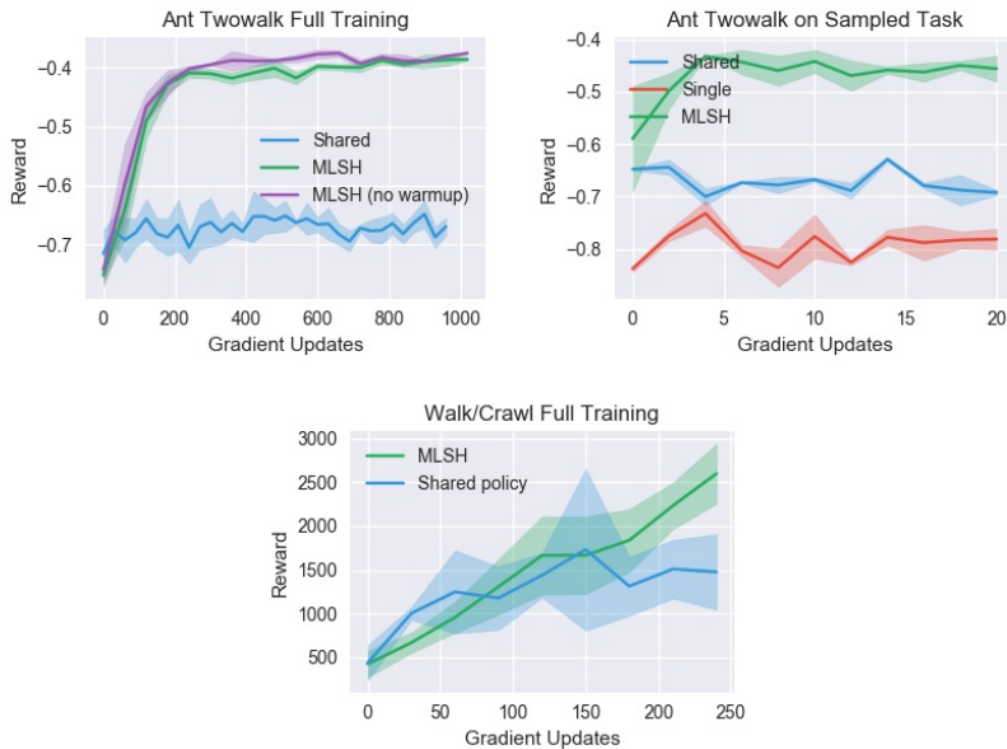 Ant Twowalk Full Training
Reward
−0.4
−0.5
−0.6
−0.7
Shared
MLSH
MLSH (no warmup)
0 200 400 600 800 1000
Gradient Updates
Ant Twowalk on Sampled Task
Reward
−0.4
−0.5
−0.6
−0.7
−0.8
Shared
Single
MLSH
0 5 10 15 20
Gradient Updates
Walk/Crawl Full Training
Reward
3000
2500
2000
1500
1000
500
MLSH
Shared policy
0 50 100 150 200 250
Gradient Updates